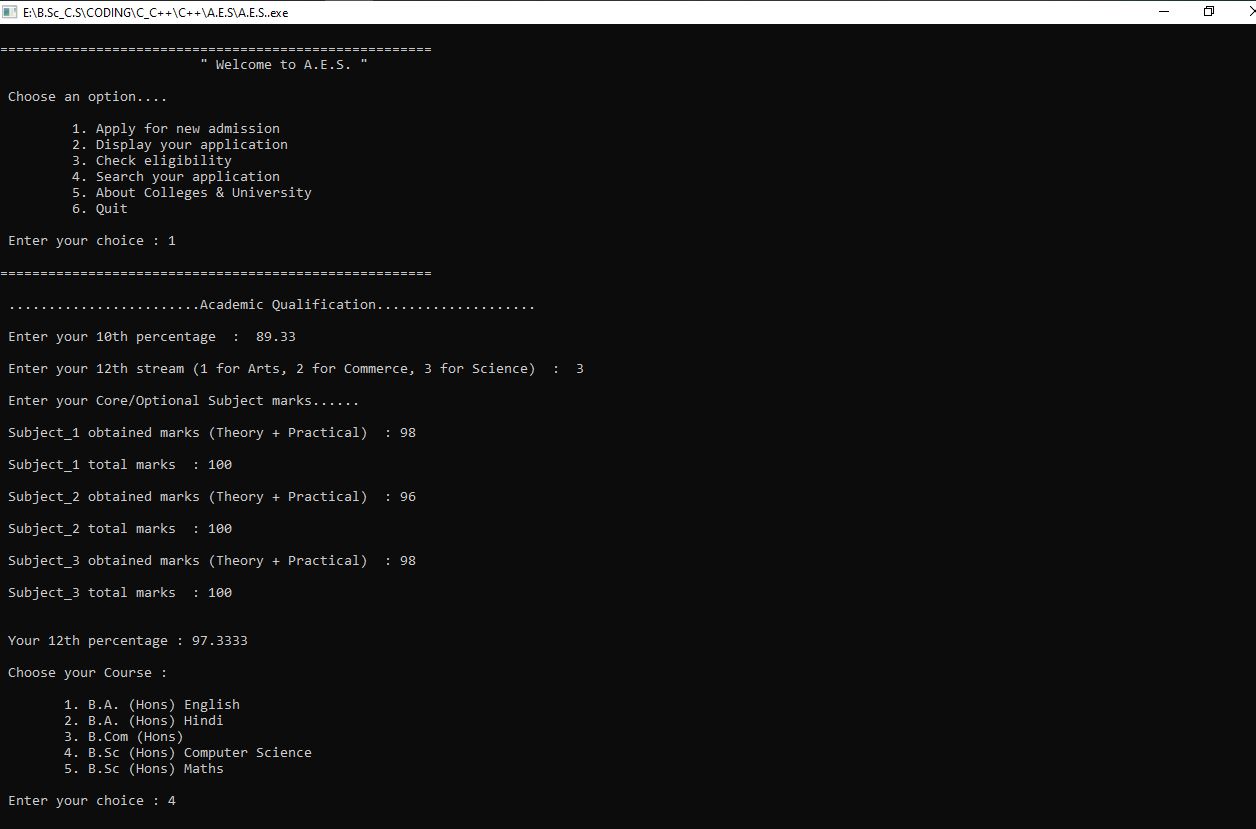 E:\B.Sc_C.S\CODING\C_C++\C++\A.E.S\A.E.S..exe
======================================================
" Welcome to A.E.S. "
Choose an option....
1. Apply for new admission
2. Display your application
3. Check eligibility
4. Search your application
5. About Colleges & University
6. Quit
Enter your choice : 1
======================================================
........................Academic Qualification....................
Enter your 10th percentage  :  89.33
Enter your 12th stream (1 for Arts, 2 for Commerce, 3 for Science)  :  3
Enter your Core/Optional Subject marks......
Subject_1 obtained marks (Theory + Practical)  : 98
Subject_1 total marks  : 100
Subject_2 obtained marks (Theory + Practical)  : 96
Subject_2 total marks  : 100
Subject_3 obtained marks (Theory + Practical)  : 98
Subject_3 total marks  : 100
Your 12th percentage : 97.3333
Choose your Course :
1. B.A. (Hons) English
2. B.A. (Hons) Hindi
3. B.Com (Hons)
4. B.Sc (Hons) Computer Science
5. B.Sc (Hons) Maths
Enter your choice : 4